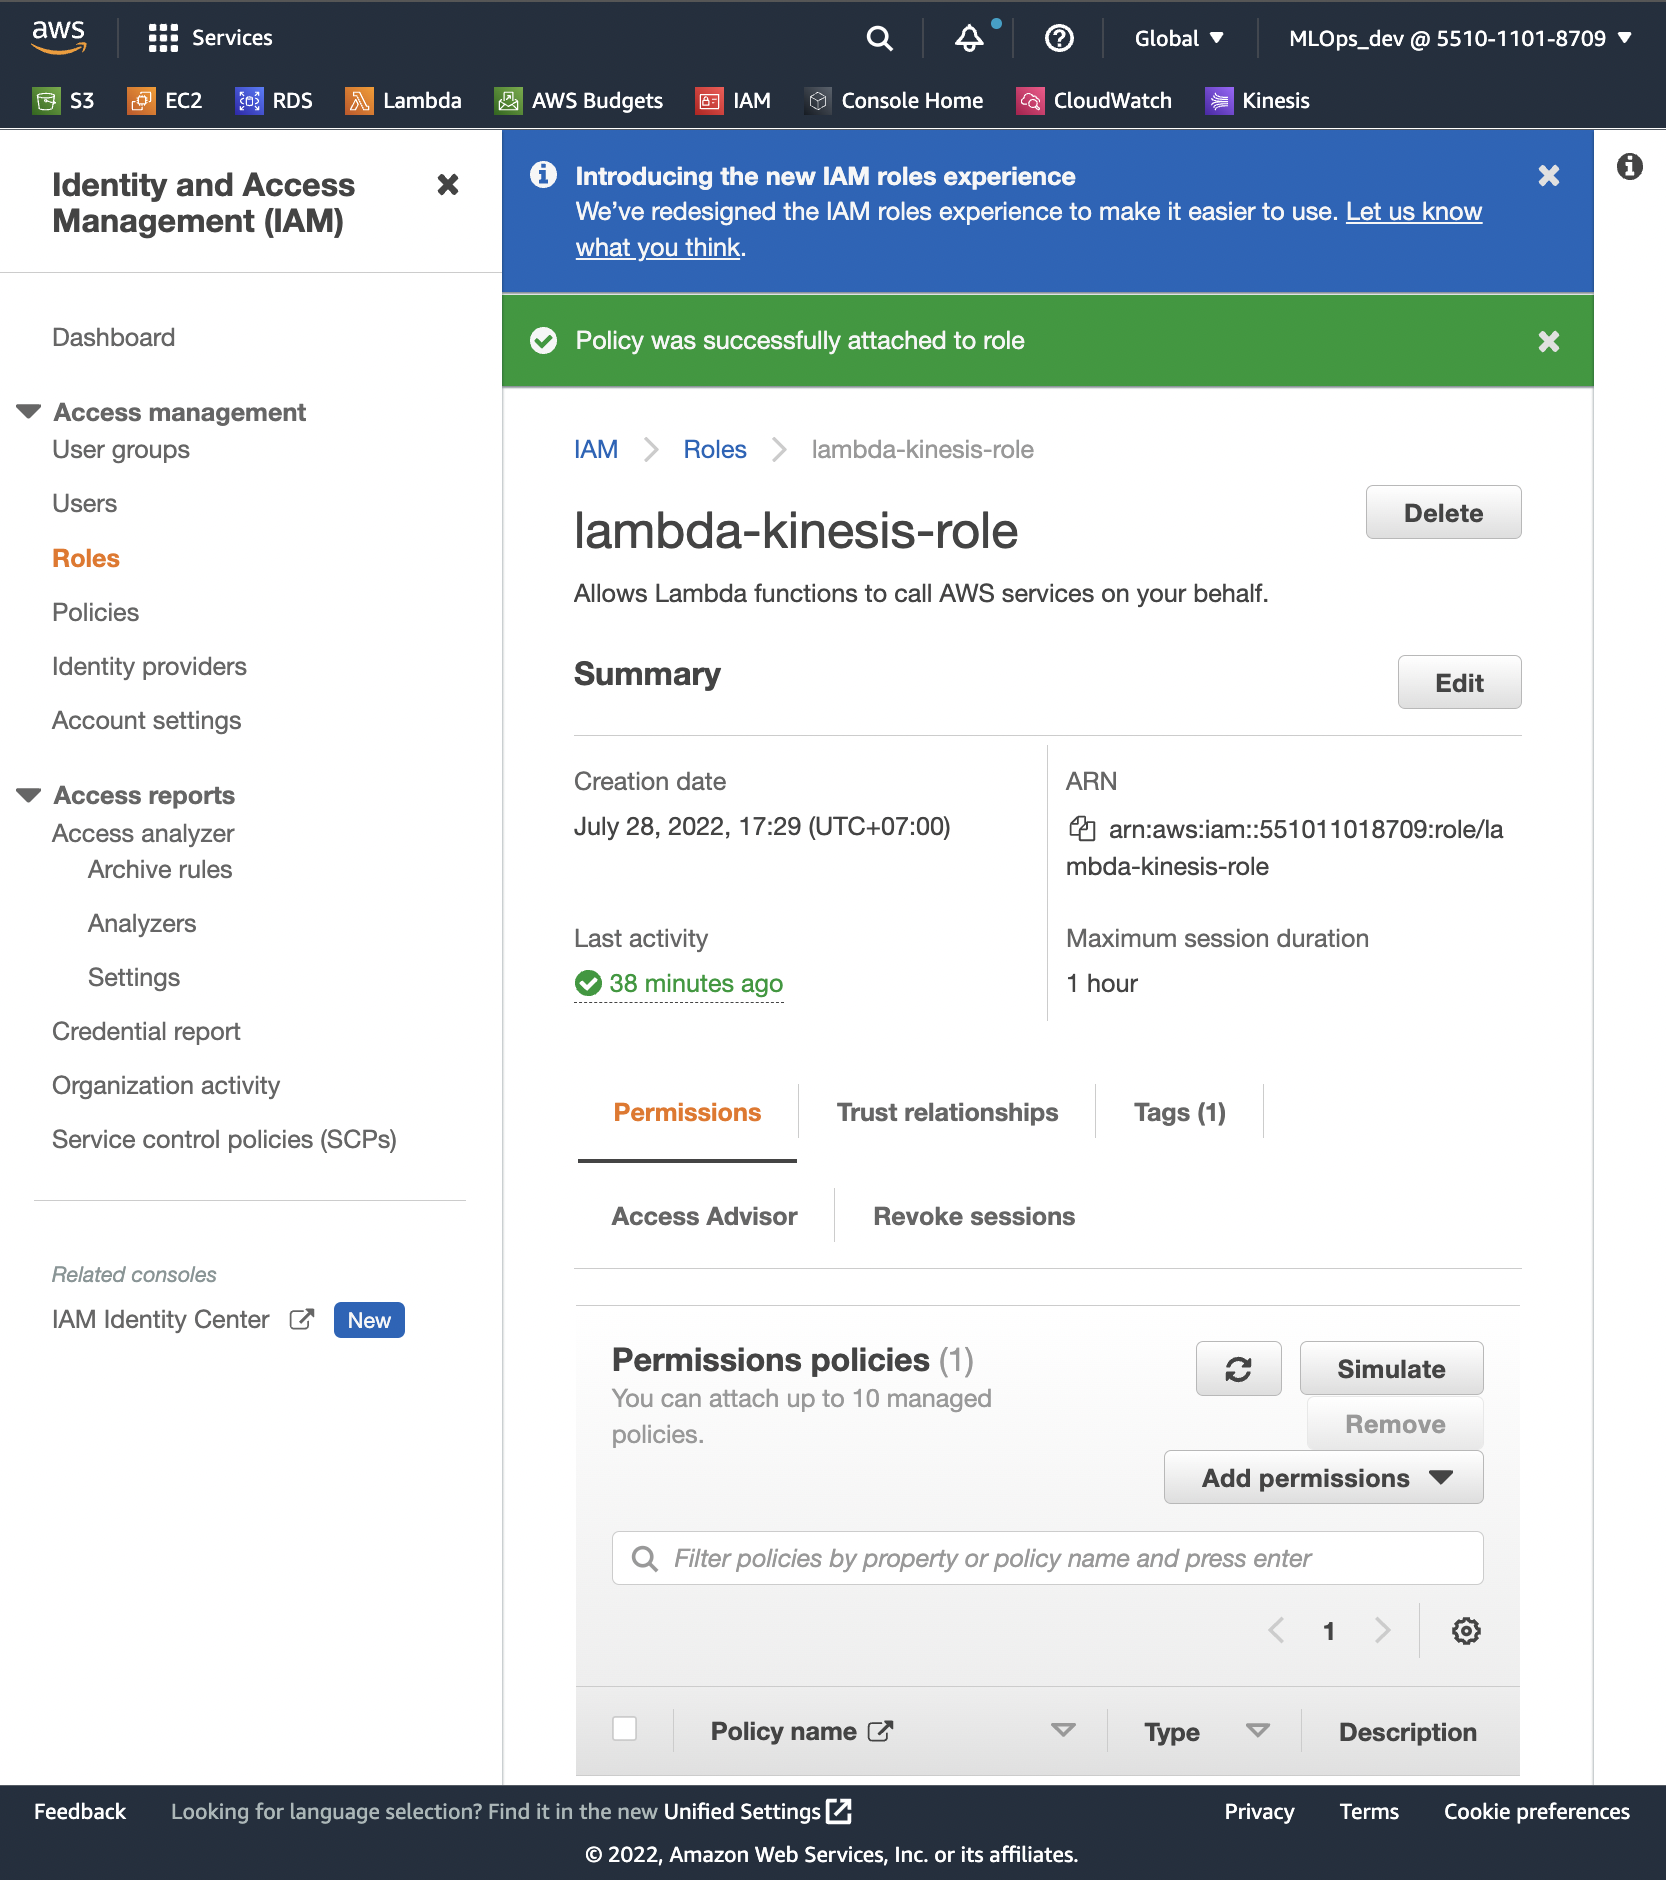 aws
Services
Global
MLOps_dev @ 5510-1101-8709
S3
EC2
RDS
Lambda
AWS Budgets
IAM
Console Home
CloudWatch
Kinesis
Identity and Access
Management (IAM)
Dashboard
Access management
User groups
Users
Roles
Policies
Identity providers
Account settings
Access reports
Access analyzer
Archive rules
Analyzers
Settings
Credential report
Organization activity
Service control policies (SCPs)
Related consoles
IAM Identity Center
New
Introducing the new IAM roles experience
We've redesigned the IAM roles experience to make it easier to use. Let us know
what you think.
Policy was successfully attached to role
IAM
Roles
lambda-kinesis-role
lambda-kinesis-role
Delete
Allows Lambda functions to call AWS services on your behalf.
Summary
Edit
Creation date
July 28, 2022, 17:29 (UTC+07:00)
ARN
arn:aws:iam::551011018709:role/la
mbda-kinesis-role
Last activity
38 minutes ago
Maximum session duration
1 hour
Permissions
Trust relationships
Tags (1)
Access Advisor
Revoke sessions
Permissions policies (1)
You can attach up to 10 managed
policies.
Simulate
Remove
Add permissions
Filter policies by property or policy name and press enter
1
Policy name
Type
Description
Feedback
Looking for language selection? Find it in the new Unified Settings
Privacy
Terms
Cookie preferences
© 2022, Amazon Web Services, Inc. or its affiliates.